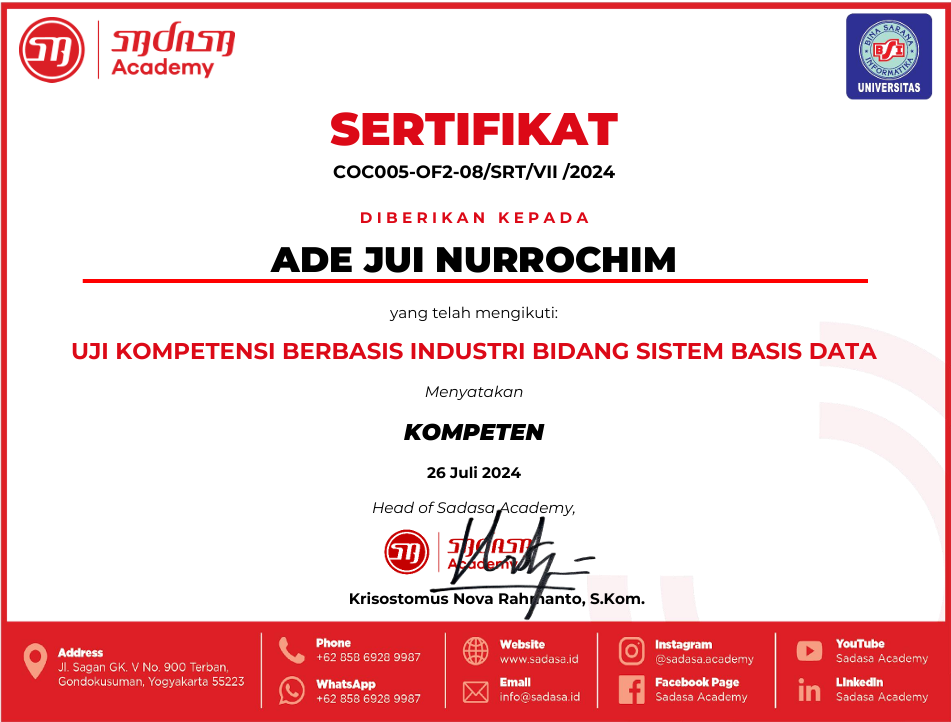 SADASA
Academy
BINA SARANA
INFORMATIKA
BSI
UNIVERSITAS
SERTIFIKAT
COC005-OF2-08/SRT/VII /2024
DIBERIKAN KEPADA
ADE JUI NURROCHIM
yang telah mengikuti:
UJI KOMPETENSI BERBASIS INDUSTRI BIDANG SISTEM BASIS DATA
Menyatakan
KOMPETEN
26 Juli 2024
Head of Sadasa Academy,
SADASA
Academy
Krisostomus Nova Rahmanto, S.Kom.
Address
Jl. Sagan GK. V No. 900 Terban,
Gondokusuman, Yogyakarta 55223
Phone
+62 858 6928 9987
WhatsApp
+62 858 6928 9987
Website
www.sadasa.id
Email
info@sadasa.id
Instagram
@sadasa.academy
Facebook Page
Sadasa Academy
YouTube
Sadasa Academy
LinkedIn
Sadasa Academy